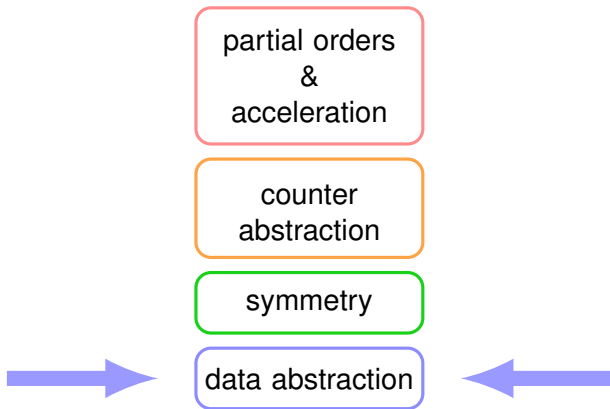 partial orders
&
acceleration
counter
abstraction
symmetry
data abstraction